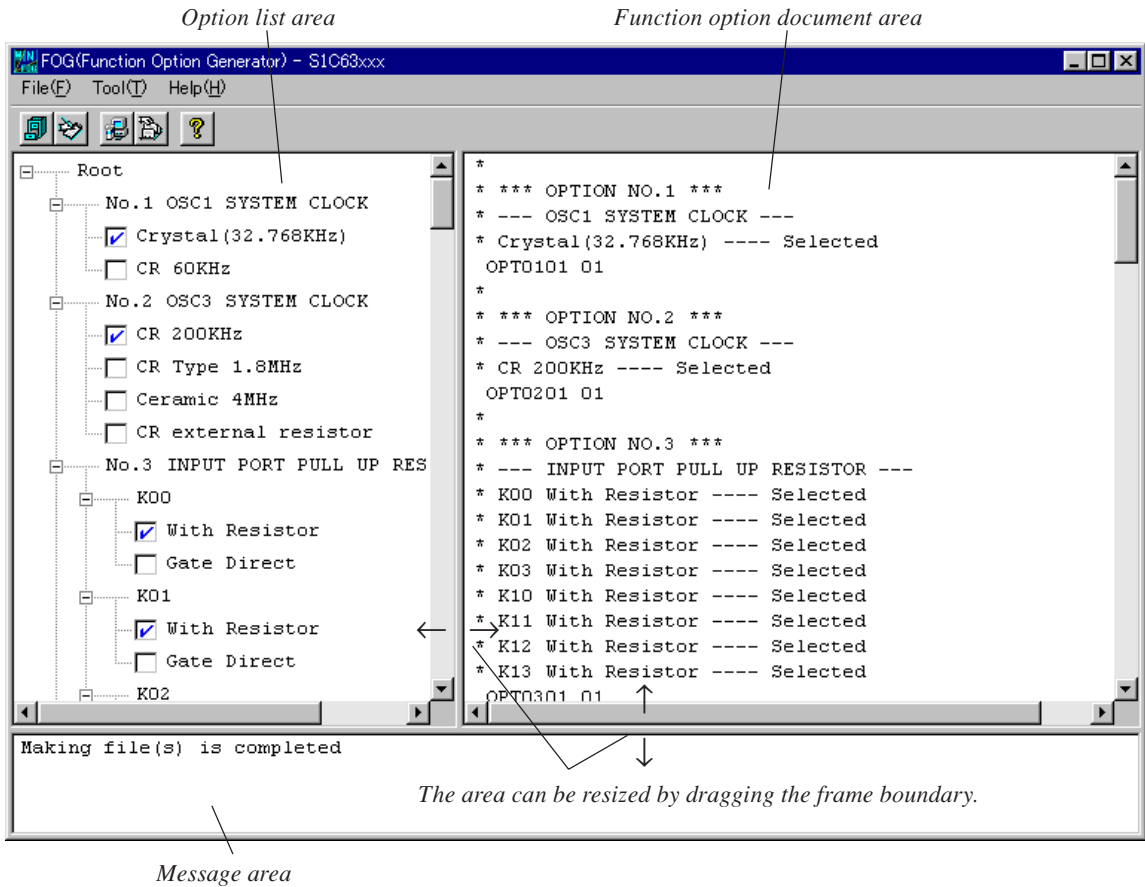 Option list area
Function option document area
FOG(Function Option Generator) - S1C63xxx
File(F) Tool(T) Help(H)
Root
No.1 OSC1 SYSTEM CLOCK
Crystal(32.768KHz)
CR 60KHz
No.2 OSC3 SYSTEM CLOCK
CR 200KHz
CR Type 1.8MHz
Ceramic 4MHz
CR external resistor
No.3 INPUT PORT PULL UP RES
K00
With Resistor
Gate Direct
K01
With Resistor
Gate Direct
K02
*
* *** OPTION NO.1 ***
* --- OSC1 SYSTEM CLOCK ---
* Crystal(32.768KHz) ---- Selected
OPT0101 01
*
* *** OPTION NO.2 ***
* --- OSC3 SYSTEM CLOCK ---
* CR 200KHz ---- Selected
OPT0201 01
*
* *** OPTION NO.3 ***
* --- INPUT PORT PULL UP RESISTOR ---
* K00 With Resistor ---- Selected
* K01 With Resistor ---- Selected
* K02 With Resistor ---- Selected
* K03 With Resistor ---- Selected
* K10 With Resistor ---- Selected
* K11 With Resistor ---- Selected
* K12 With Resistor ---- Selected
* K13 With Resistor ---- Selected
OPT0301 01
Making file(s) is completed
The area can be resized by dragging the frame boundary.
Message area